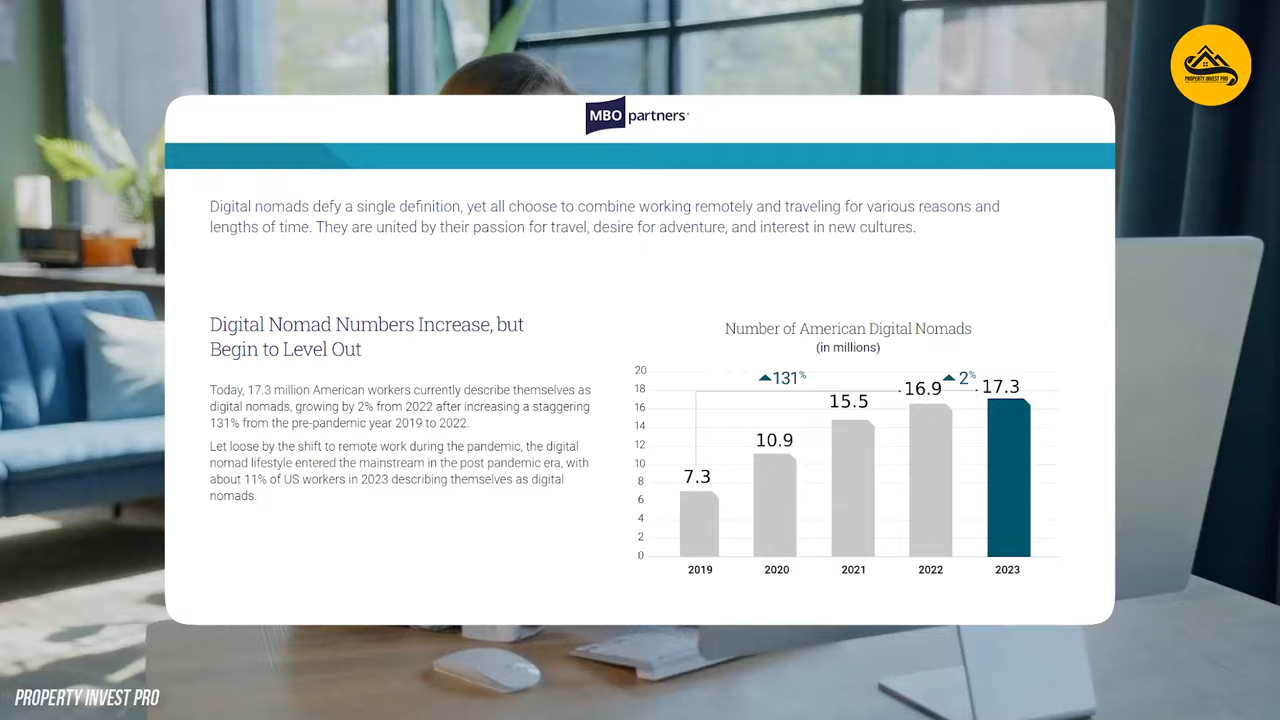 MBO partners
PROPERTY INVEST PRO
Digital nomads defy a single definition, yet all choose to combine working remotely and traveling for various reasons and
lengths of time. They are united by their passion for travel, desire for adventure, and interest in new cultures.
Digital Nomad Numbers Increase, but
Begin to Level Out
Today, 17.3 million American workers currently describe themselves as
digital nomads, growing by 2% from 2022 after increasing a staggering
131% from the pre-pandemic year 2019 to 2022.
Let loose by the shift to remote work during the pandemic, the digital
nomad lifestyle entered the mainstream in the post pandemic era, with
about 11% of US workers in 2023 describing themselves as digital
nomads.
Number of American Digital Nomads
(in millions)
20
18
16
14
12
10
8
6
4
2
0
131%
2%
7.3
10.9
15.5
16.9
17.3
2019 2020 2021 2022 2023
PROPERTY INVEST PRO